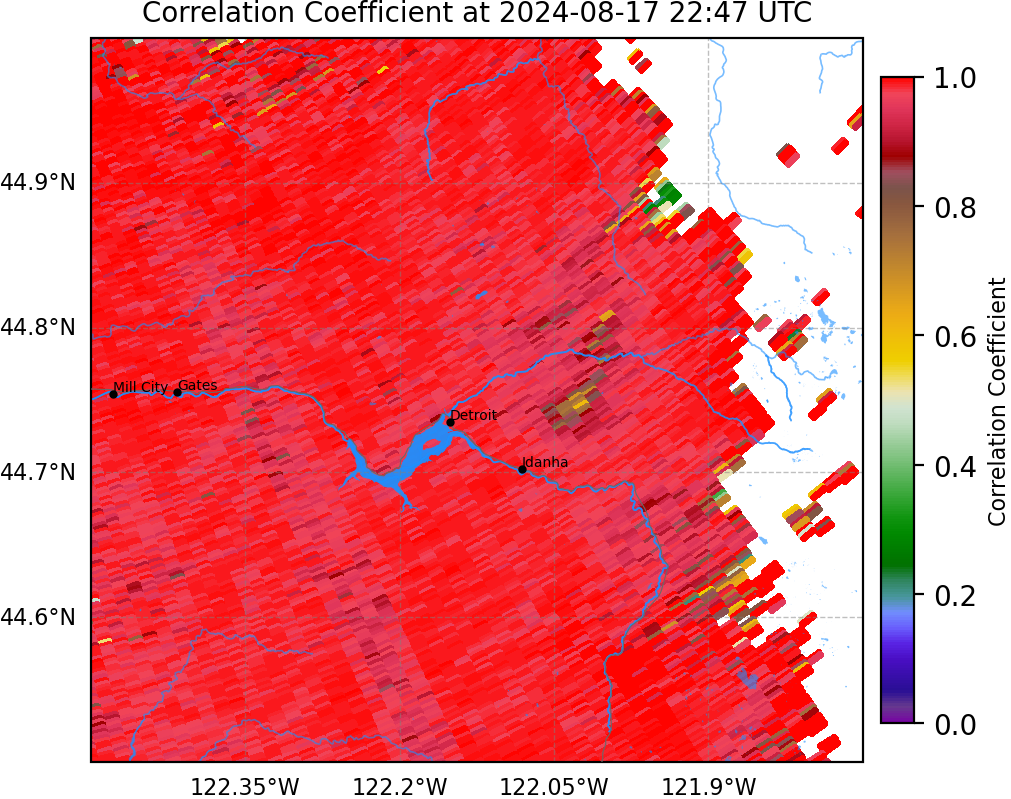 Correlation Coefficient at 2024-08-17 22:47 UTC
1.0
44.9°N
0.8
44.8°N
0.6
Mill City
Gates
Detroit
Idanha
44.7°N
0.4
44.6°N
0.2
0.0
Correlation Coefficient
122.35°W
122.2°W
122.05°W
121.9°W